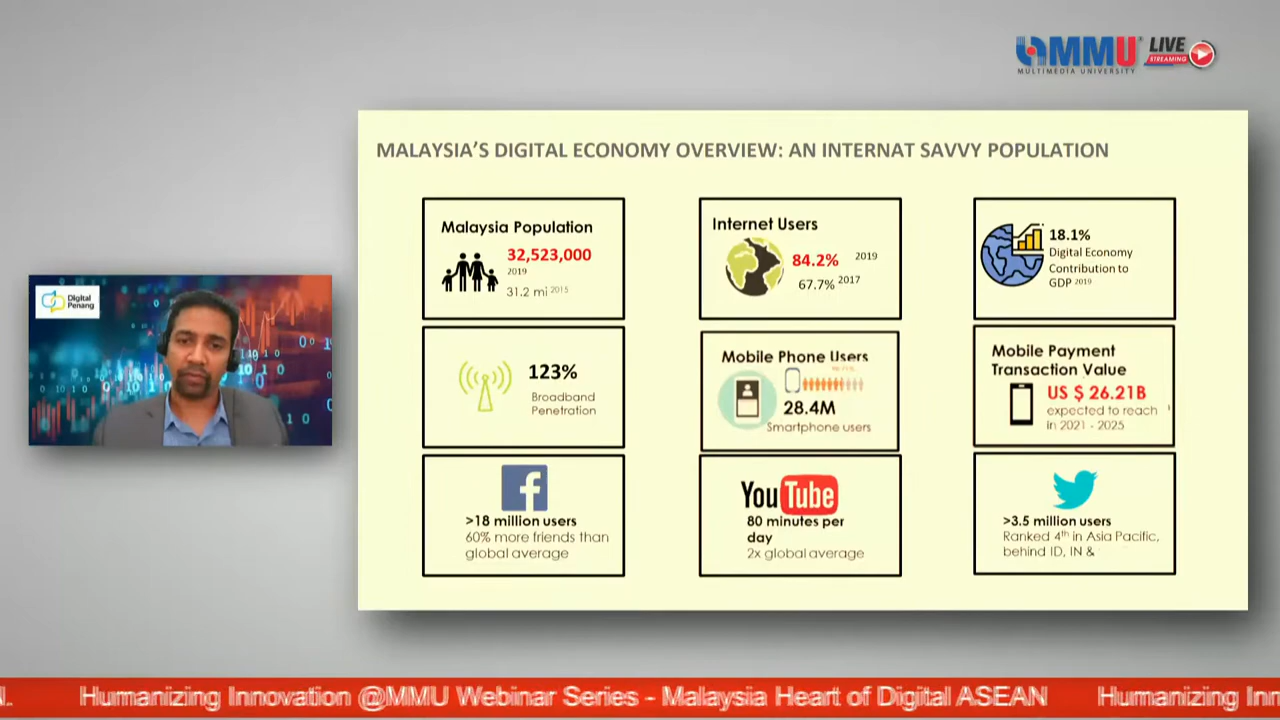 MMU LIVE
STREAMING
MULTIMEDIA UNIVERSITY
MALAYSIA'S DIGITAL ECONOMY OVERVIEW: AN INTERNAT SAVVY POPULATION
Malaysia Population
32,523,000
2019
31.2 mi 2015
Internet Users
84.2% 2019
67.7% 2017
18.1%
Digital Economy
Contribution to
GDP 2019
123%
Broadband
Penetration
Mobile Phone Users
28.4M
Smartphone users
Mobile Payment
Transaction Value
US $ 26.21B
expected to reach
in 2021 - 2025
>18 million users
60% more friends than
global average
YouTube
80 minutes per
day
2x global average
>3.5 million users
Ranked 4th in Asia Pacific,
behind ID, IN &
Digital
Penang
N. Humanizing Innovation @MMU Webinar Series - Malaysia Heart of Digital ASEAN Humanizing Inn